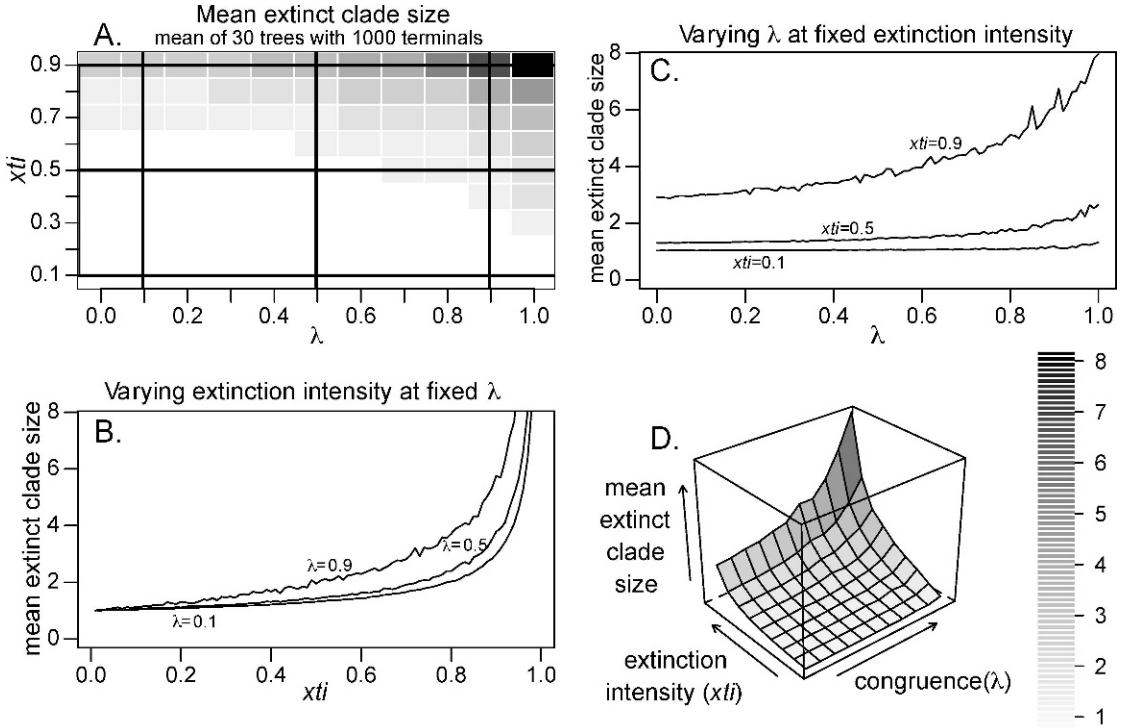 Mean extinct clade size
A.
mean of 30 trees with 1000 terminals
0.9
0.7
0.5
0.3
0.1
xti
0.0 0.2 0.4 0.6 0.8 1.0
λ
Varying λ at fixed extinction intensity
C.
8
6
4
2
0
mean extinct clade size
xti=0.9
xti=0.5
xti=0.1
0.0 0.2 0.4 0.6 0.8 1.0
λ
Varying extinction intensity at fixed λ
B.
8
6
4
2
0
mean extinct clade size
λ=0.9
λ=0.5
λ=0.1
0.0 0.2 0.4 0.6 0.8 1.0
xti
D.
mean
extinct
clade
size
extinction
intensity (xti)
congruence(λ)
8
7
6
5
4
3
2
1